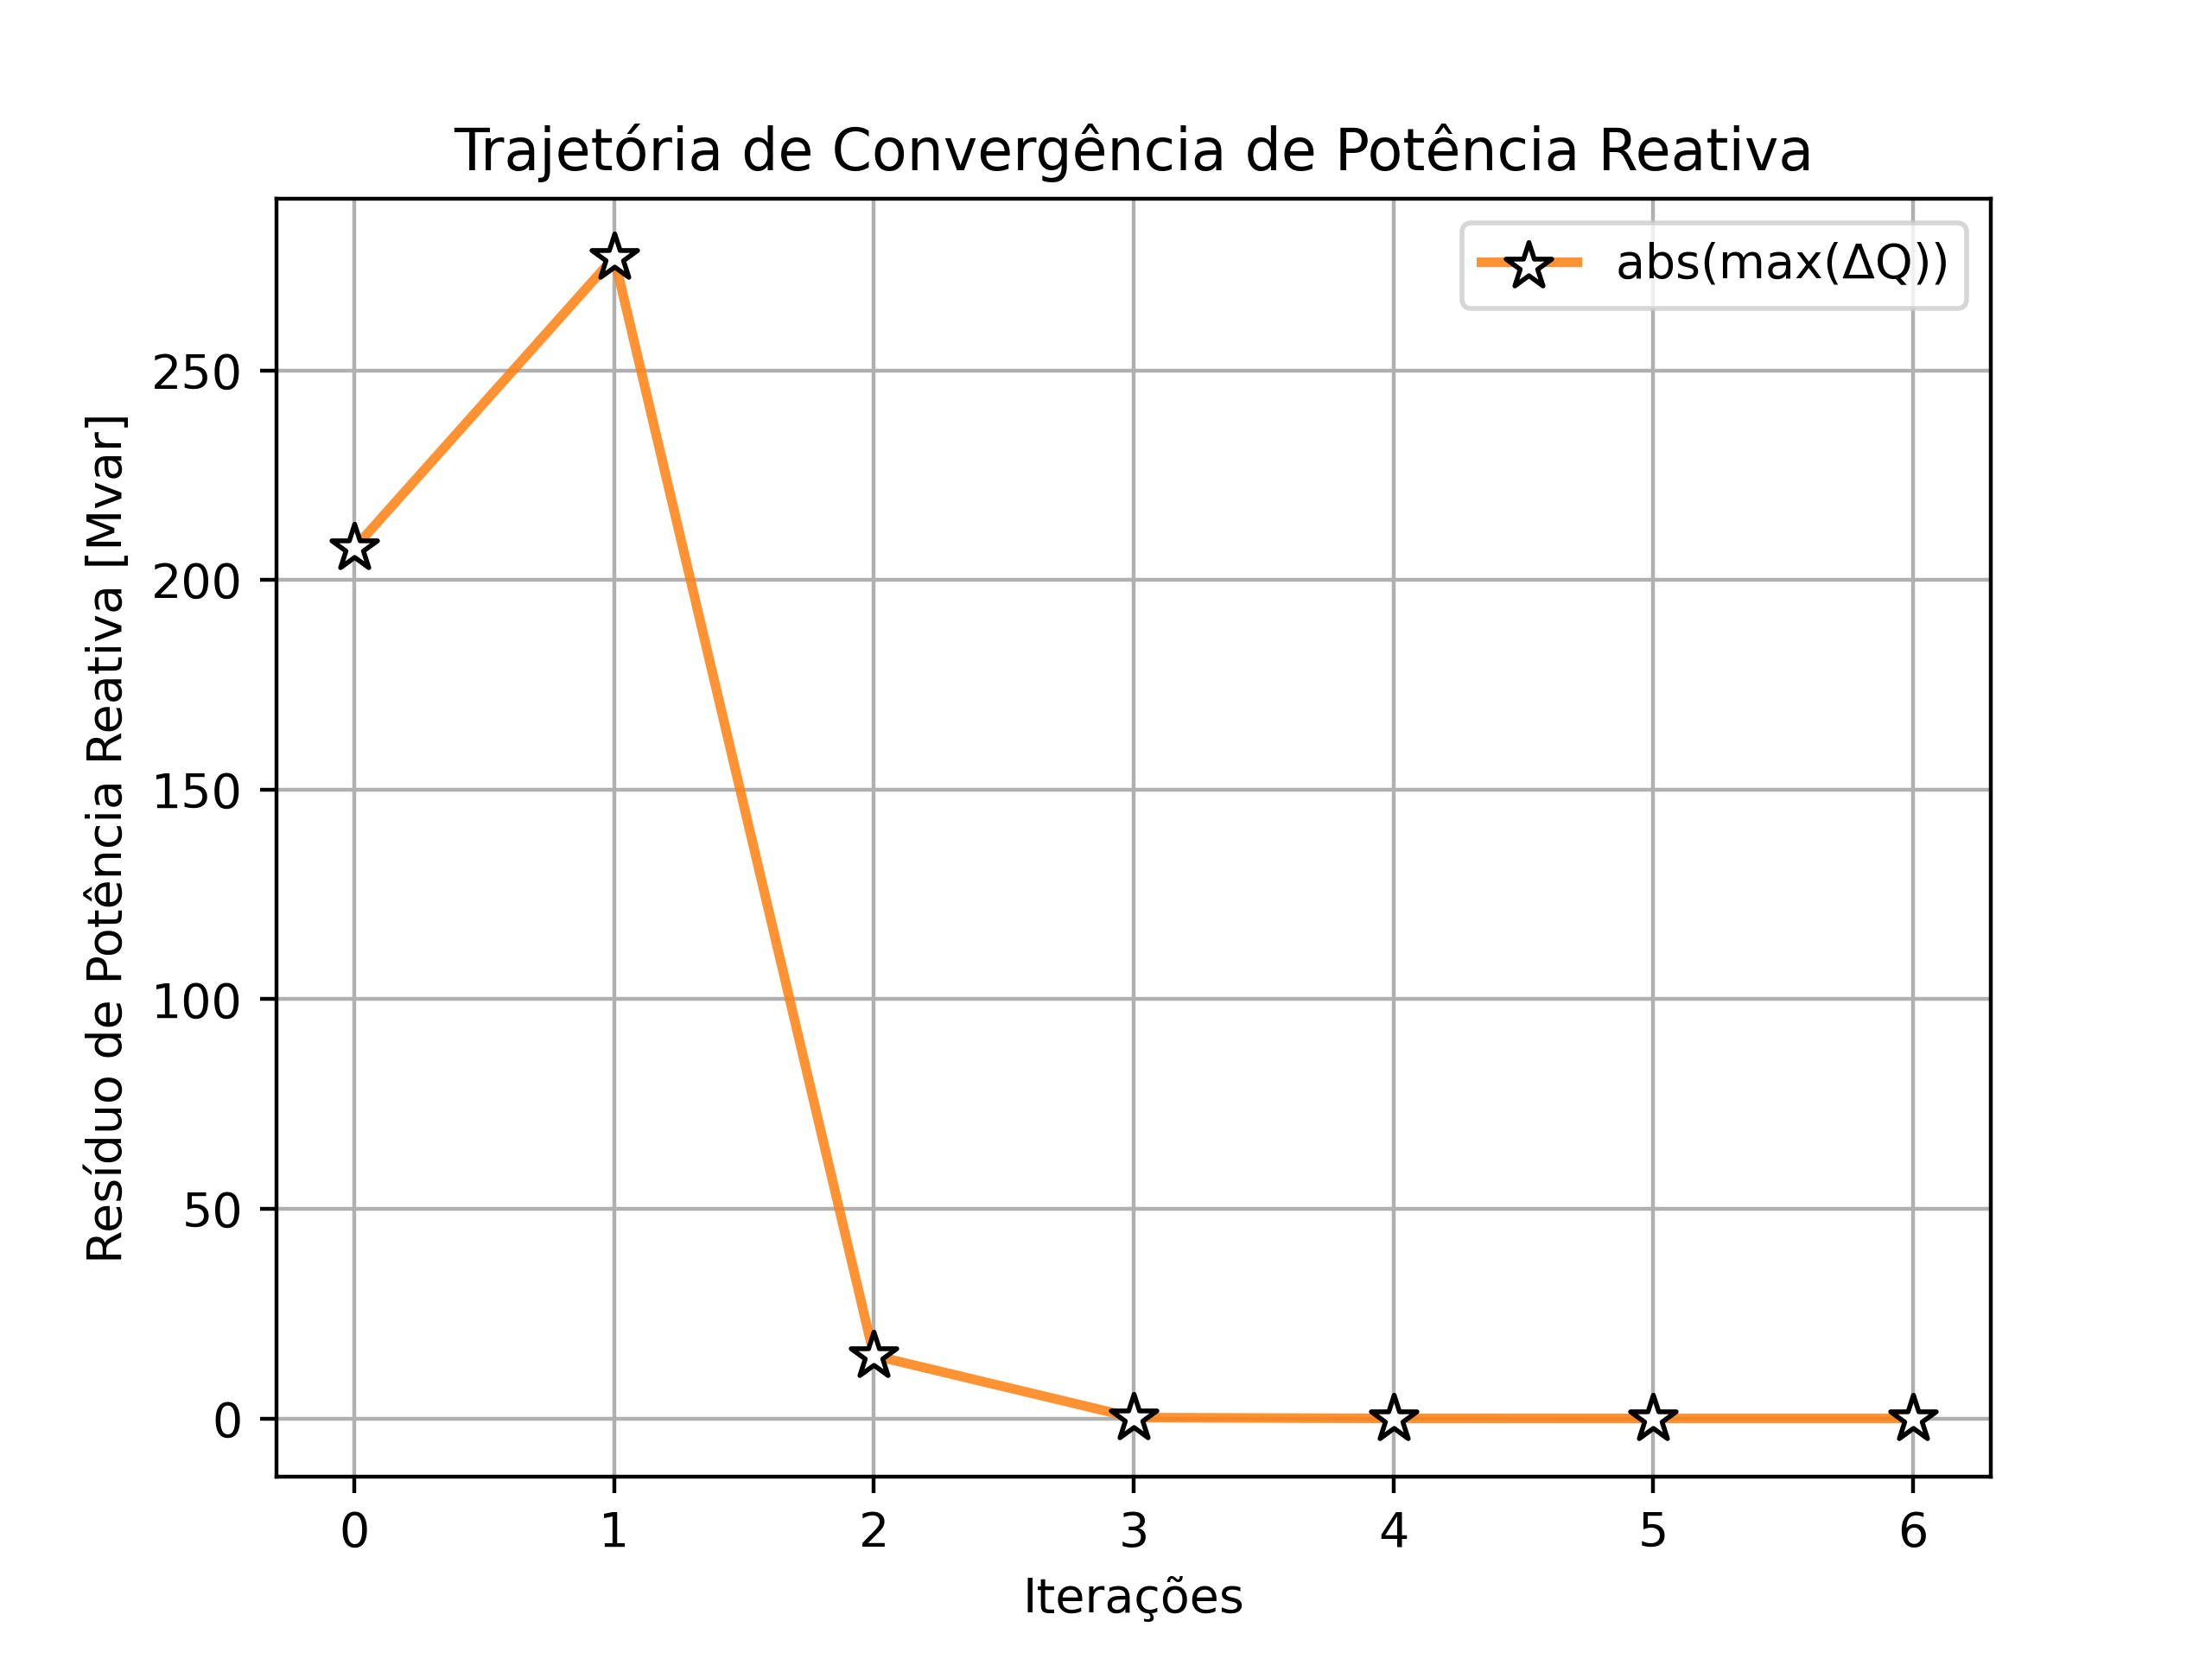 Trajetória de Convergência de Potência Reativa
abs(max(ΔQ))
Resíduo de Potência Reativa [Mvar]
250
200
150
100
50
0
0 1 2 3 4 5 6
Iterações